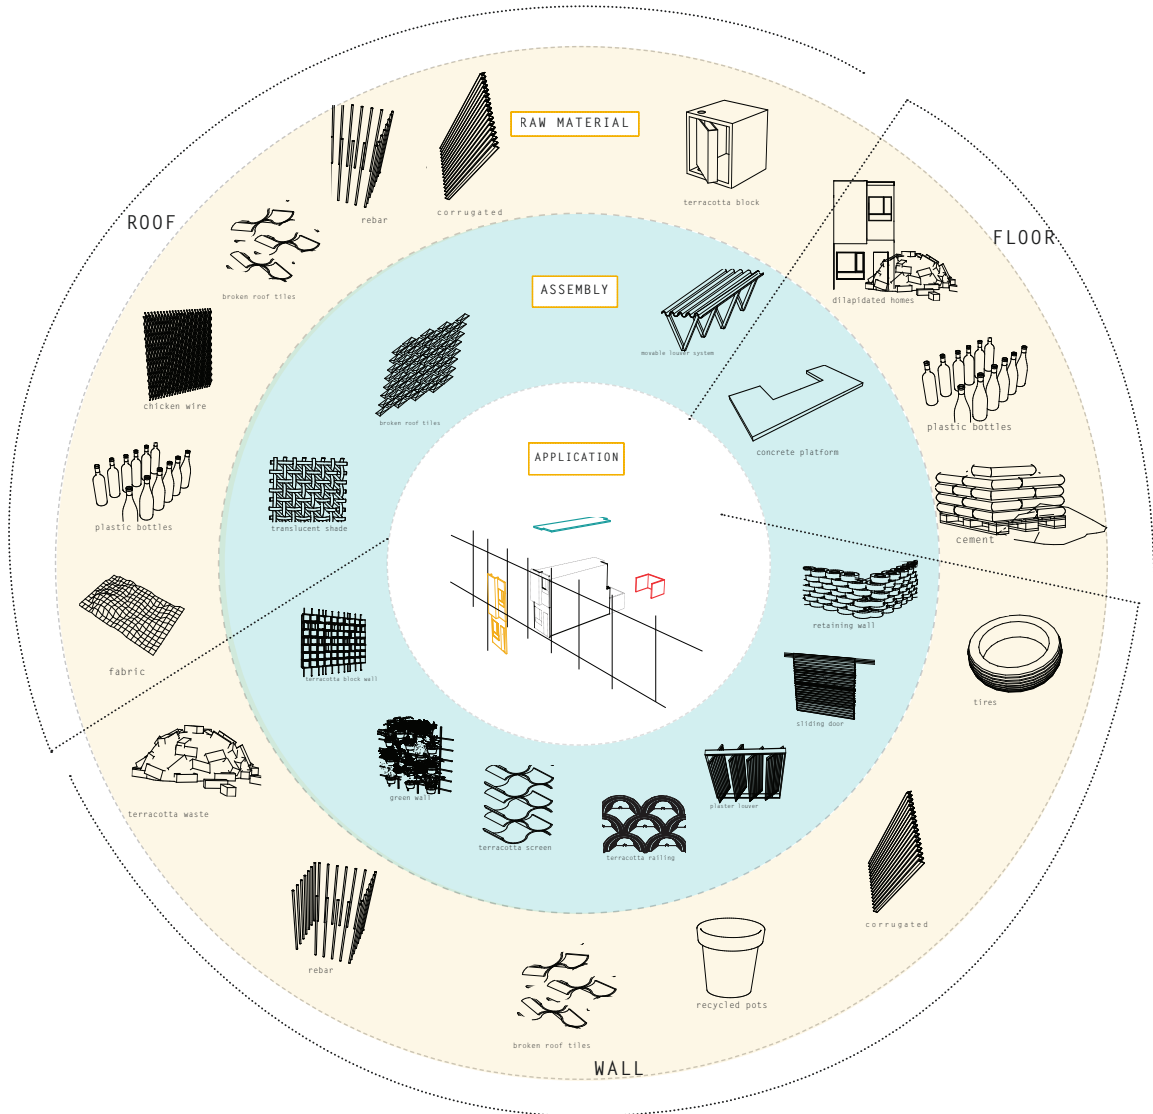 RAW MATERIAL
terracotta block
corrugated
rebar
ROOF
FLOOR
broken roof tiles
ASSEMBLY
dilapidated homes
movable louver system
chicken wire
broken roof tiles
plastic bottles
concrete platform
APPLICATION
plastic bottles
translucent shade
cement
retaining wall
fabric
terracotta block wall
tires
sliding door
green wall
plaster louver
terracotta waste
terracotta screen
terracotta railing
corrugated
rebar
recycled pots
broken roof tiles
WALL